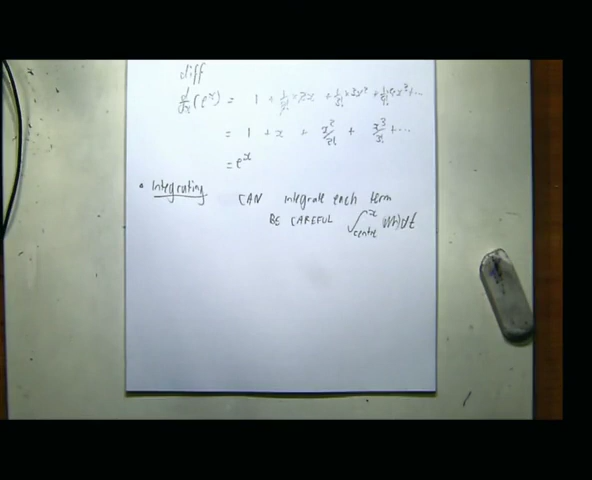 diff
d/dx (e^x) = 1 + 1/2! × 2x + 1/3! × 3x² + 1/4! × 4x³ + ...
= 1 + x + x²/2! + x³/3! + ...
= e^x
• Integrating CAN integrate each term
BE CAREFUL ∫_centre^x dt